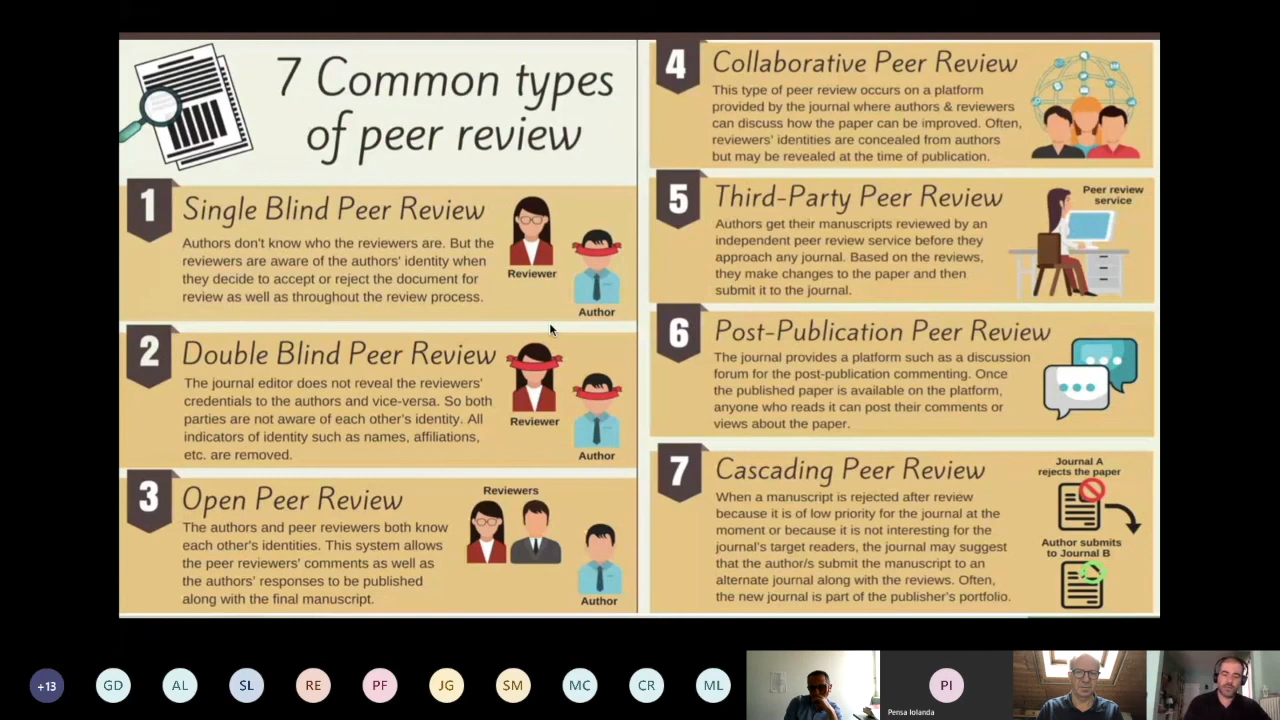 7 Common types
of peer review
1
Single Blind Peer Review
Authors don't know who the reviewers are. But the
reviewers are aware of the authors' identity when
they decide to accept or reject the document for
review as well as throughout the review process.
Reviewer
Author
2
Double Blind Peer Review
The journal editor does not reveal the reviewers'
credentials to the authors and vice-versa. So both
parties are not aware of each other's identity. All
indicators of identity such as names, affiliations,
etc. are removed.
Reviewer
Author
3
Open Peer Review
The authors and peer reviewers both know
each other's identities. This system allows
the peer reviewers' comments as well as
the authors' responses to be published
along with the final manuscript.
Reviewers
Author
4
Collaborative Peer Review
This type of peer review occurs on a platform
provided by the journal where authors & reviewers
can discuss how the paper can be improved. Often,
reviewers' identities are concealed from authors
but may be revealed at the time of publication.
5
Third-Party Peer Review
Authors get their manuscripts reviewed by an
independent peer review service before they
approach any journal. Based on the reviews,
they make changes to the paper and then
submit it to the journal.
Peer review
service
6
Post-Publication Peer Review
The journal provides a platform such as a discussion
forum for the post-publication commenting. Once
the published paper is available on the platform,
anyone who reads it can post their comments or
views about the paper.
7
Cascading Peer Review
When a manuscript is rejected after review
because it is of low priority for the journal at the
moment or because it is not interesting for the
journal's target readers, the journal may suggest
that the author/s submit the manuscript to an
alternate journal along with the reviews. Often,
the new journal is part of the publisher's portfolio.
Journal A
rejects the paper
Author submits
to Journal B
+13
GD
AL
SL
RE
PF
JG
SM
MC
CR
ML
PI
Pensa Iolanda